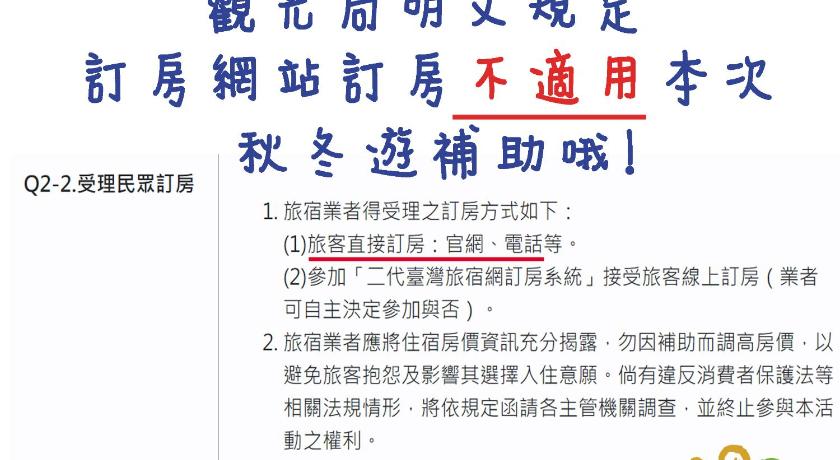 觀光局明文規定
訂房網站訂房不適用本次
秋冬遊補助哦!
Q2-2.受理民眾訂房
1. 旅宿業者得受理之訂房方式如下：
(1)旅客直接訂房：官網、電話等。
(2)參加「二代臺灣旅宿網訂房系統」接受旅客線上訂房（業者
可自主決定參加與否）。
2. 旅宿業者應將住宿房價資訊充分揭露，勿因補助而調高房價，以
避免旅客抱怨及影響其選擇入住意願。倘有違反消費者保護法等
相關法規情形，將依規定函請各主管機關調查，並終止參與本活
動之權利。